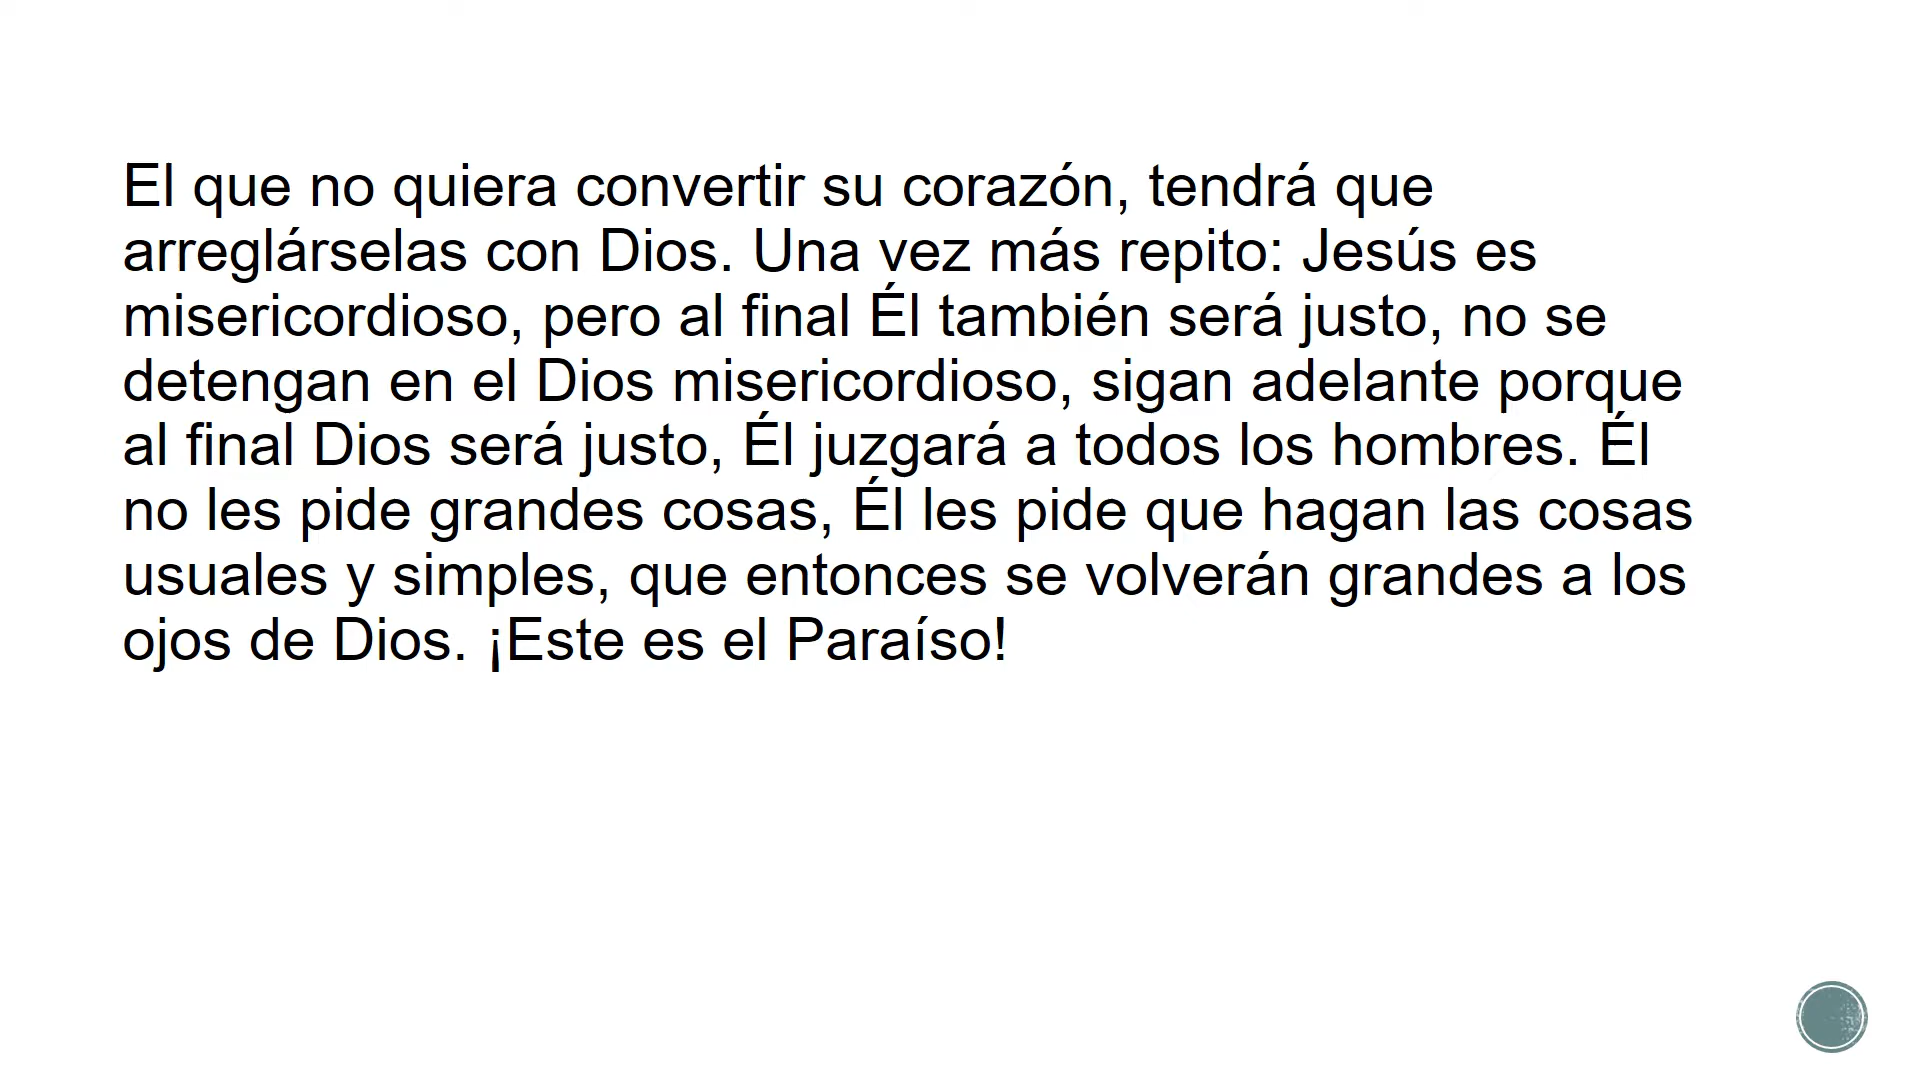 El que no quiera convertir su corazón, tendrá que
arreglárselas con Dios. Una vez más repito: Jesús es
misericordioso, pero al final Él también será justo, no se
detengan en el Dios misericordioso, sigan adelante porque
al final Dios será justo, Él juzgará a todos los hombres. Él
no les pide grandes cosas, Él les pide que hagan las cosas
usuales y simples, que entonces se volverán grandes a los
ojos de Dios. ¡Este es el Paraíso!